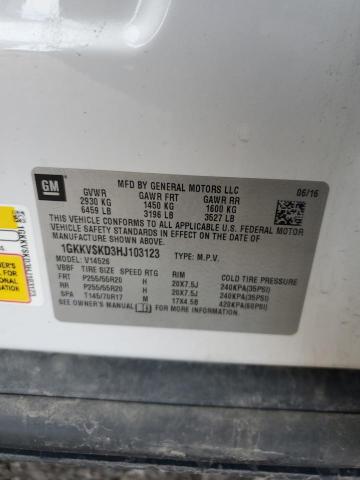 GM
MFD BY GENERAL MOTORS LLC 06/16
GVWR GAWR FRT GAWR RR
2930 KG 1450 KG 1600 KG
6459 LB 3196 LB 3527 LB
THIS VEHICLE CONFORMS TO ALL APPLICABLE U.S. FEDERAL MOTOR
VEHICLE SAFETY STANDARDS IN EFFECT ON THE DATE OF
MANUFACTURE SHOWN ABOVE.
1GKKVSKD3HJ103123 TYPE: M.P.V.
MODEL: V14526
VBBF TIRE SIZE RIM COLD TIRE PRESSURE
FRT P255/55R20 H 20X7.5J 240KPA(35PSI)
RR P255/55R20 H 20X7.5J 240KPA(35PSI)
SPA T145/70R17 M 17X4.5B 420KPA(60PSI)
SEE OWNER'S MANUAL FOR MORE INFORMATION.
1GKKVSKD3HJ103123